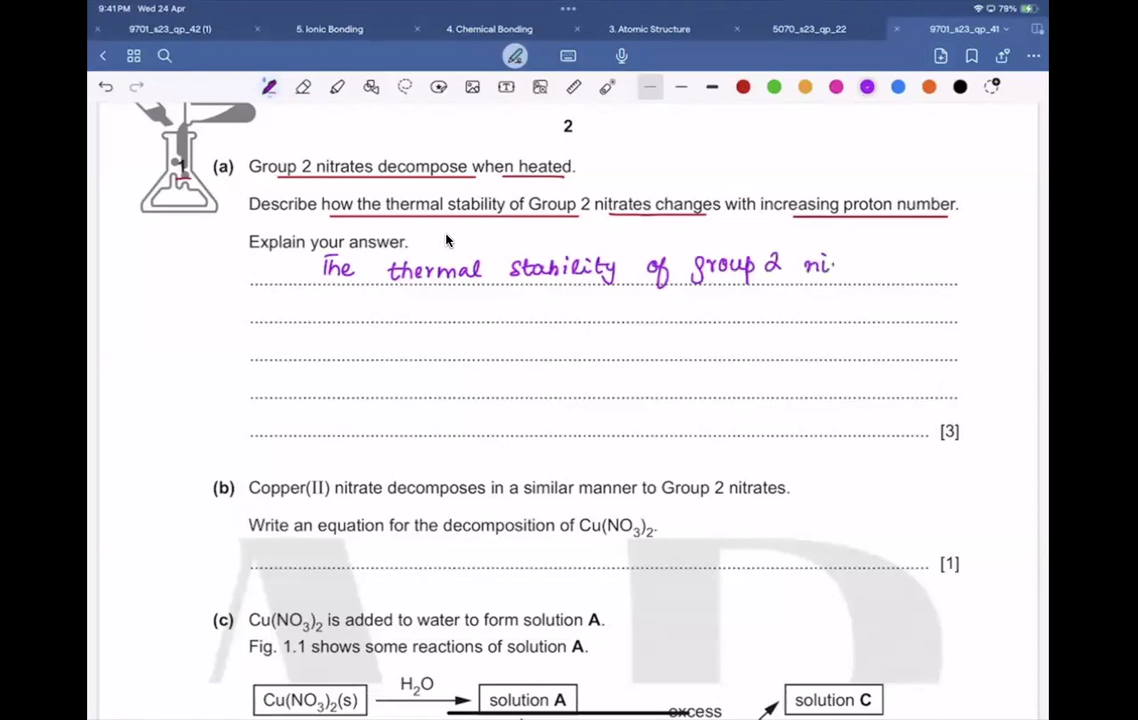 9:41 PM Wed 24 Apr
79%
9701_s23_qp_42 (1)
5. Ionic Bonding
4. Chemical Bonding
3. Atomic Structure
5070_s23_qp_22
9701_s23_qp_41
2
1 (a) Group 2 nitrates decompose when heated.
Describe how the thermal stability of Group 2 nitrates changes with increasing proton number.
Explain your answer.
The thermal stability of group 2 ni
[3]
(b) Copper(II) nitrate decomposes in a similar manner to Group 2 nitrates.
Write an equation for the decomposition of Cu(NO₃)₂.
[1]
(c) Cu(NO₃)₂ is added to water to form solution A.
Fig. 1.1 shows some reactions of solution A.
Cu(NO₃)₂(s) H₂O solution A solution C
excess